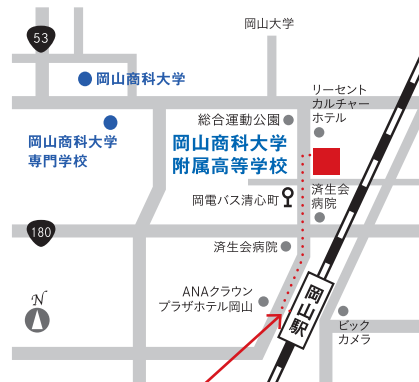 岡山大学
53
岡山商科大学
リーセント
カルチャー
ホテル
総合運動公園
岡山商科大学
専門学校
岡山商科大学
附属高等学校
岡電バス清心町
済生会
病院
180
済生会病院
岡山駅
ANAクラウン
プラザホテル岡山
N
ビック
カメラ